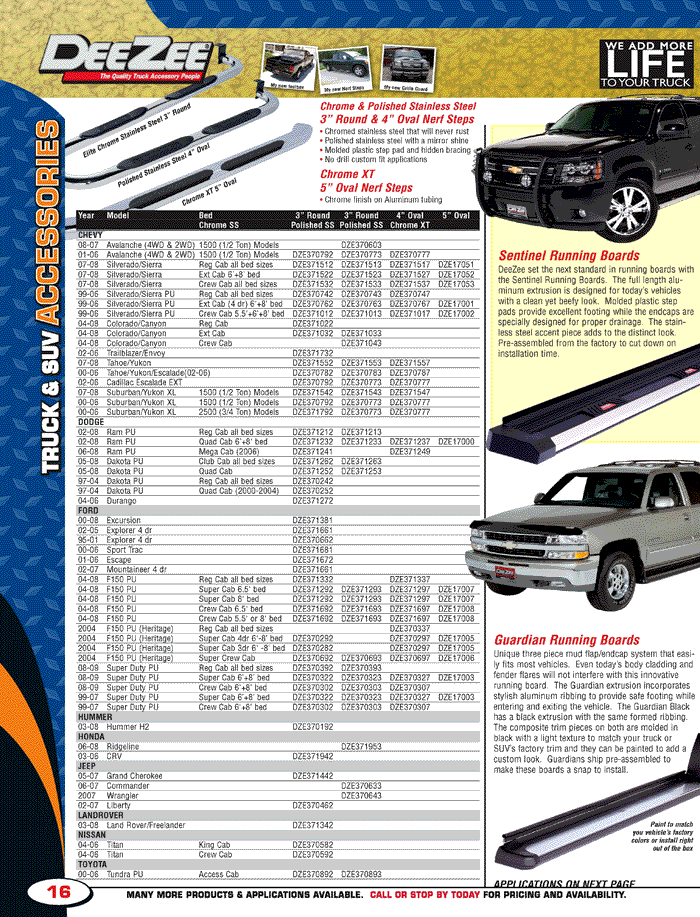 DEEZEE
The Quality Truck Accessory People
My new toolbox
My new Nerf Steps
My new Grille Guard
WE ADD MORE
LIFE
TO YOUR TRUCK
TRUCK & SUV ACCESSORIES
Elite Chrome Stainless Steel 3" Round
Polished Stainless Steel 4" Oval
Chrome XT 5" Oval
Chrome & Polished Stainless Steel
3" Round & 4" Oval Nerf Steps
• Chromed stainless steel that will never rust
• Polished stainless steel with a mirror shine
• Molded plastic step pad and hidden bracing
• No drill custom fit applications
Chrome XT
5" Oval Nerf Steps
• Chrome finish on Aluminum tubing
Year Model Bed 3" Round 3" Round 4" Oval 5" Oval
Chrome SS Polished SS Polished SS Chrome XT
CHEVY
08-07 Avalanche (4WD & 2WD) 1500 (1/2 Ton) Models DZE370603
01-06 Avalanche (4WD & 2WD) 1500 (1/2 Ton) Models DZE370792 DZE370773 DZE370777
07-08 Silverado/Sierra Reg Cab all bed sizes DZE371512 DZE371513 DZE371517 DZE17051
07-08 Silverado/Sierra Ext Cab 6'+8' bed DZE371522 DZE371523 DZE371527 DZE17052
07-08 Silverado/Sierra Crew Cab all bed sizes DZE371532 DZE371533 DZE371537 DZE17053
99-06 Silverado/Sierra PU Reg Cab all bed sizes DZE370742 DZE370743 DZE370747
99-06 Silverado/Sierra PU Ext Cab (4 dr) 6'+8' bed DZE370762 DZE370763 DZE370767 DZE17001
99-06 Silverado/Sierra PU Crew Cab 5.5'+6'+8' bed DZE371012 DZE371013 DZE371017 DZE17002
04-08 Colorado/Canyon Reg Cab DZE371022
04-08 Colorado/Canyon Ext Cab DZE371032 DZE371033
04-08 Colorado/Canyon Crew Cab DZE371043
02-06 Trailblazer/Envoy DZE371732
07-08 Tahoe/Yukon DZE371552 DZE371553 DZE371557
00-06 Tahoe/Yukon/Escalade(02-06) DZE370782 DZE370783 DZE370787
02-06 Cadillac Escalade EXT DZE370792 DZE370773 DZE370777
07-08 Suburban/Yukon XL 1500 (1/2 Ton) Models DZE371542 DZE371543 DZE371547
00-06 Suburban/Yukon XL 1500 (1/2 Ton) Models DZE370792 DZE370773 DZE370777
00-06 Suburban/Yukon XL 2500 (3/4 Ton) Models DZE371792 DZE370773 DZE370777
DODGE
02-08 Ram PU Reg Cab all bed sizes DZE371212 DZE371213
02-08 Ram PU Quad Cab 6'+8' bed DZE371232 DZE371233 DZE371237 DZE17000
06-08 Ram PU Mega Cab (2006) DZE371241 DZE371249
05-08 Dakota PU Club Cab all bed sizes DZE371262 DZE371263
05-08 Dakota PU Quad Cab DZE371252 DZE371253
97-04 Dakota PU Reg Cab all bed sizes DZE370242
97-04 Dakota PU Quad Cab (2000-2004) DZE370252
04-06 Durango DZE371272
FORD
00-08 Excursion DZE371381
02-05 Explorer 4 dr DZE371661
95-01 Explorer 4 dr DZE370662
00-06 Sport Trac DZE371681
01-06 Escape DZE371672
02-07 Mountaineer 4 dr DZE371661
04-08 F150 PU Reg Cab all bed sizes DZE371332 DZE371337
04-08 F150 PU Super Cab 6.5' bed DZE371292 DZE371293 DZE371297 DZE17007
04-08 F150 PU Super Cab 8' bed DZE371292 DZE371293 DZE371297 DZE17007
04-08 F150 PU Crew Cab 6.5' bed DZE371692 DZE371693 DZE371697 DZE17008
04-08 F150 PU Crew Cab 5.5' or 8' bed DZE371692 DZE371693 DZE371697 DZE17008
2004 F150 PU (Heritage) Reg Cab all bed sizes DZE370337
2004 F150 PU (Heritage) Super Cab 4dr 6'-8' bed DZE370292 DZE370297 DZE17005
2004 F150 PU (Heritage) Super Cab 3dr 6' -8' bed DZE370282 DZE370297 DZE17005
2004 F150 PU (Heritage) Super Crew Cab DZE370692 DZE370693 DZE370697 DZE17006
08-09 Super Duty PU Reg Cab all bed sizes DZE370392 DZE370393
08-09 Super Duty PU Super Cab 6'+8' bed DZE370322 DZE370323 DZE370327 DZE17003
08-09 Super Duty PU Crew Cab 6'+8' bed DZE370302 DZE370303 DZE370307
99-07 Super Duty PU Super Cab 6'+8' bed DZE370322 DZE370323 DZE370327 DZE17003
99-07 Super Duty PU Crew Cab 6'+8' bed DZE370302 DZE370303 DZE370307
HUMMER
03-08 Hummer H2 DZE370192
HONDA
06-08 Ridgeline DZE371953
03-06 CRV DZE371942
JEEP
05-07 Grand Cherokee DZE371442
06-07 Commander DZE370633
2007 Wrangler DZE370643
02-07 Liberty DZE370462
LANDROVER
03-08 Land Rover/Freelander DZE371342
NISSAN
04-06 Titan King Cab DZE370582
04-06 Titan Crew Cab DZE370592
TOYOTA
00-06 Tundra PU Access Cab DZE370892 DZE370893
Sentinel Running Boards
DeeZee set the next standard in running boards with
the Sentinel Running Boards. The full length alu-
minum extrusion is designed for today's vehicles
with a clean yet beefy look. Molded plastic step
pads provide excellent footing while the endcaps are
specially designed for proper drainage. The stain-
less steel accent piece adds to the distinct look.
Pre-assembled from the factory to cut down on
installation time.
Guardian Running Boards
Unique three piece mud flap/endcap system that easi-
ly fits most vehicles. Even today's body cladding and
fender flares will not interfere with this innovative
running board. The Guardian extrusion incorporates
stylish aluminum ribbing to provide safe footing while
entering and exiting the vehicle. The Guardian Black
has a black extrusion with the same formed ribbing.
The composite trim pieces on both are molded in
black with a light texture to match your truck or
SUV's factory trim and they can be painted to add a
custom look. Guardians ship pre-assembled to
make these boards a snap to install.
Paint to match
you vehicle's factory
colors or install right
out of the box
APPLICATIONS ON NEXT PAGE
16
MANY MORE PRODUCTS & APPLICATIONS AVAILABLE. CALL OR STOP BY TODAY FOR PRICING AND AVAILABILITY.